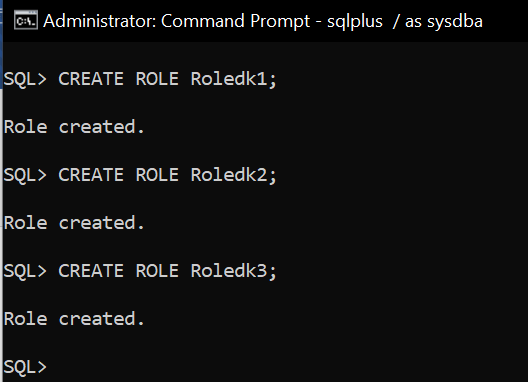 Administrator: Command Prompt - sqlplus / as sysdba
SQL> CREATE ROLE Roledk1;
Role created.
SQL> CREATE ROLE Roledk2;
Role created.
SQL> CREATE ROLE Roledk3;
Role created.
SQL>